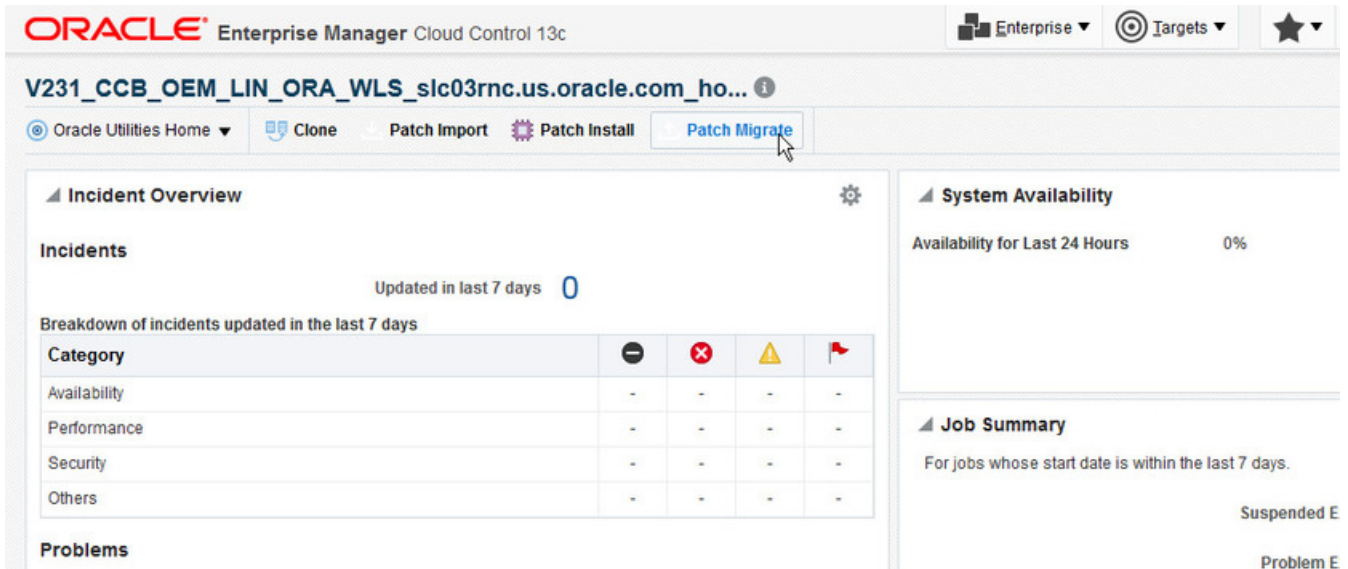 ORACLE Enterprise Manager Cloud Control 13c
Enterprise Targets
V231_CCB_OEM_LIN_ORA_WLS_slc03rnc.us.oracle.com_ho...
Oracle Utilities Home Clone Patch Import Patch Install Patch Migrate
Incident Overview
Incidents
Updated in last 7 days 0
Breakdown of incidents updated in the last 7 days
Category
Availability - - - -
Performance - - - -
Security - - - -
Others - - - -
Problems
System Availability
Availability for Last 24 Hours 0%
Job Summary
For jobs whose start date is within the last 7 days.
Suspended E
Problem E